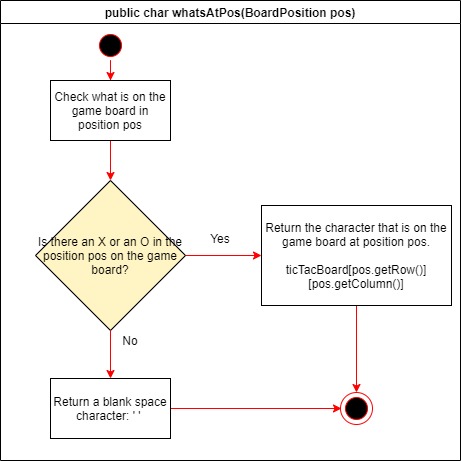 public char whatsAtPos(BoardPosition pos)
Check what is on the
game board in
position pos
Is there an X or an O in the
position pos on the game
board?
Yes
Return the character that is on the
game board at position pos.
ticTacBoard[pos.getRow()]
[pos.getColumn()]
No
Return a blank space
character: ' '